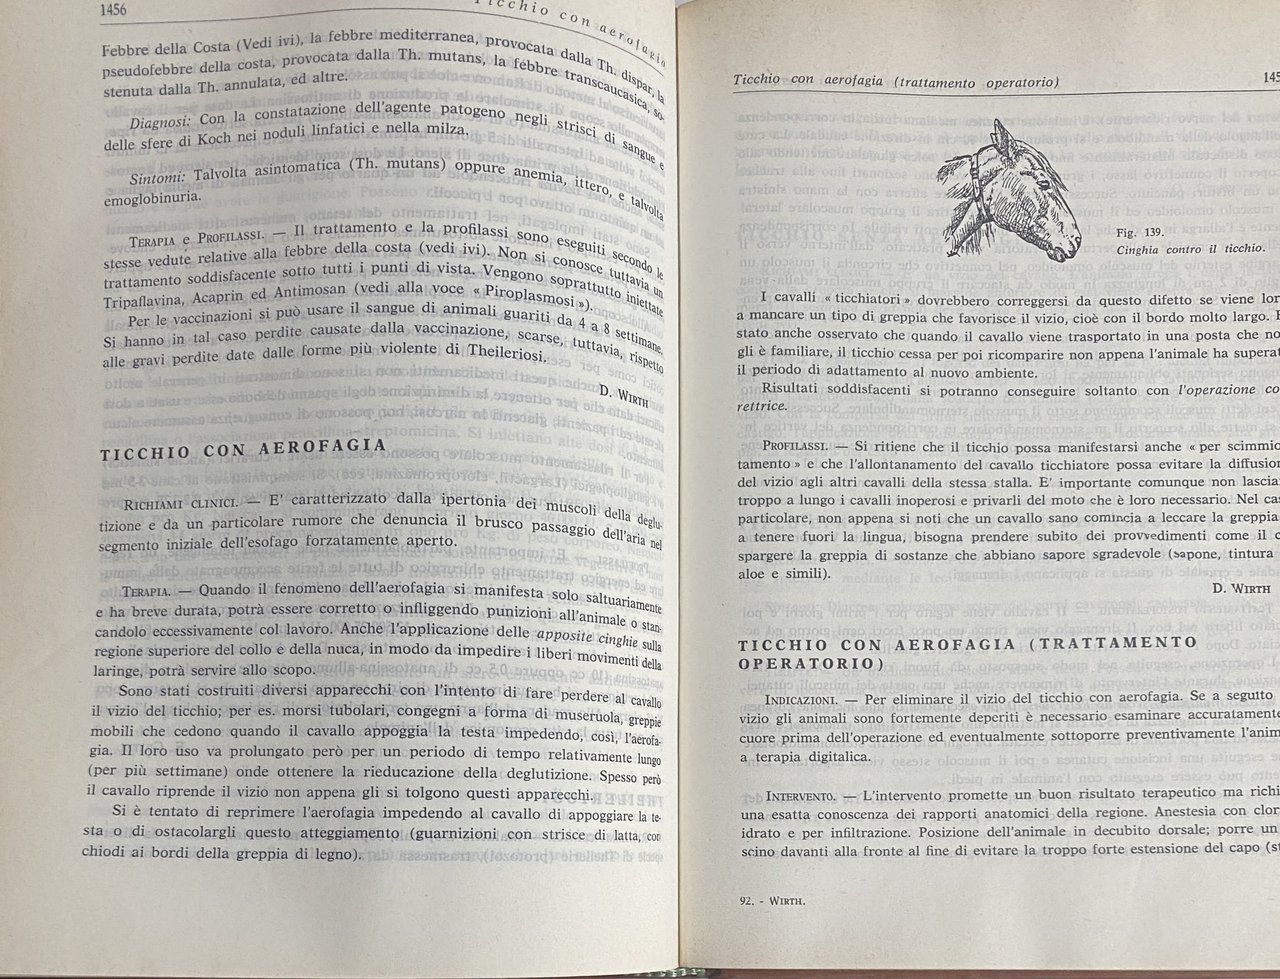 1456
Ticchio con aerofagia
Febbre della Costa (Vedi ivi), la febbre mediterranea, provocata dalla Th. dispar, la
pseudofebbre della costa, provocata dalla Th. mutans, la febbre transcaucasica, so-
stenuta dalla Th. annulata, ed altre.
Diagnosi: Con la constatazione dell'agente patogeno negli strisci di sangue e
delle sfere di Koch nei noduli linfatici e nella milza.
Sintomi: Talvolta asintomatica (Th. mutans) oppure anemia, ittero, e talvolta
emoglobinuria.
TERAPIA e PROFILASSI. — Il trattamento e la profilassi sono eseguiti secondo le
stesse vedute relative alla febbre della costa (vedi ivi). Non si conosce tuttavia un
trattamento soddisfacente sotto tutti i punti di vista. Vengono soprattutto iniettate
Tripaflavina, Acaprin ed Antimosan (vedi alla voce « Piroplasmosi »).
Per le vaccinazioni si può usare il sangue di animali guariti da 4 a 8 settimane.
Si hanno in tal caso perdite causate dalla vaccinazione, scarse, tuttavia, rispetto
alle gravi perdite date dalle forme più violente di Theileriosi.
D. WIRTH
TICCHIO CON AEROFAGIA
RICHIAMI CLINICI. — E' caratterizzato dalla ipertonia dei muscoli della deglu-
tizione e da un particolare rumore che denuncia il brusco passaggio dell'aria nel
segmento iniziale dell'esofago forzatamente aperto.
TERAPIA. — Quando il fenomeno dell'aerofagia si manifesta solo saltuariamente
e ha breve durata, potrà essere corretto o infliggendo punizioni all'animale o stan-
candolo eccessivamente col lavoro. Anche l'applicazione delle apposite cinghie sulla
regione superiore del collo e della nuca, in modo da impedire i liberi movimenti della
laringe, potrà servire allo scopo.
Sono stati costruiti diversi apparecchi con l'intento di fare perdere al cavallo
il vizio del ticchio; per es. morsi tubolari, congegni a forma di museruola, greppie
mobili che cedono quando il cavallo appoggia la testa impedendo, così, l'aerofa-
gia. Il loro uso va prolungato però per un periodo di tempo relativamente lungo
(per più settimane) onde ottenere la rieducazione della deglutizione. Spesso però
il cavallo riprende il vizio non appena gli si tolgono questi apparecchi.
Si è tentato di reprimere l'aerofagia impedendo al cavallo di appoggiare la te-
sta o di ostacolargli questo atteggiamento (guarnizioni con strisce di latta, con
chiodi ai bordi della greppia di legno).
Ticchio con aerofagia (trattamento operatorio)
145
Fig. 139.
Cinghia contro il ticchio.
I cavalli « ticchiatori » dovrebbero correggersi da questo difetto se viene lor
a mancare un tipo di greppia che favorisce il vizio, cioè con il bordo molto largo.
stato anche osservato che quando il cavallo viene trasportato in una posta che no
gli è familiare, il ticchio cessa per poi ricomparire non appena l'animale ha superat
il periodo di adattamento al nuovo ambiente.
Risultati soddisfacenti si potranno conseguire soltanto con l'operazione co
rettrice.
PROFILASSI. — Si ritiene che il ticchio possa manifestarsi anche « per scimmio
tamento » e che l'allontanamento del cavallo ticchiatore possa evitare la diffusion
del vizio agli altri cavalli della stessa stalla. E' importante comunque non lascia
troppo a lungo i cavalli inoperosi e privarli del moto che è loro necessario. Nel cas
particolare, non appena si noti che un cavallo sano comincia a leccare la greppia
a tenere fuori la lingua, bisogna prendere subito dei provvedimenti come il c
spargere la greppia di sostanze che abbiano sapore sgradevole (sapone, tintura
aloe e simili).
D. WIRTH
TICCHIO CON AEROFAGIA (TRATTAMENTO
OPERATORIO)
INDICAZIONI. — Per eliminare il vizio del ticchio con aerofagia. Se a seguito
vizio gli animali sono fortemente deperiti è necessario esaminare accuratamente
cuore prima dell'operazione ed eventualmente sottoporre preventivamente l'anim
a terapia digitalica.
INTERVENTO. — L'intervento promette un buon risultato terapeutico ma richi
una esatta conoscenza dei rapporti anatomici della regione. Anestesia con clor
idrato e per infiltrazione. Posizione dell'animale in decubito dorsale; porre un
scino davanti alla fronte al fine di evitare la troppo forte estensione del capo (st
92. - WIRTH.